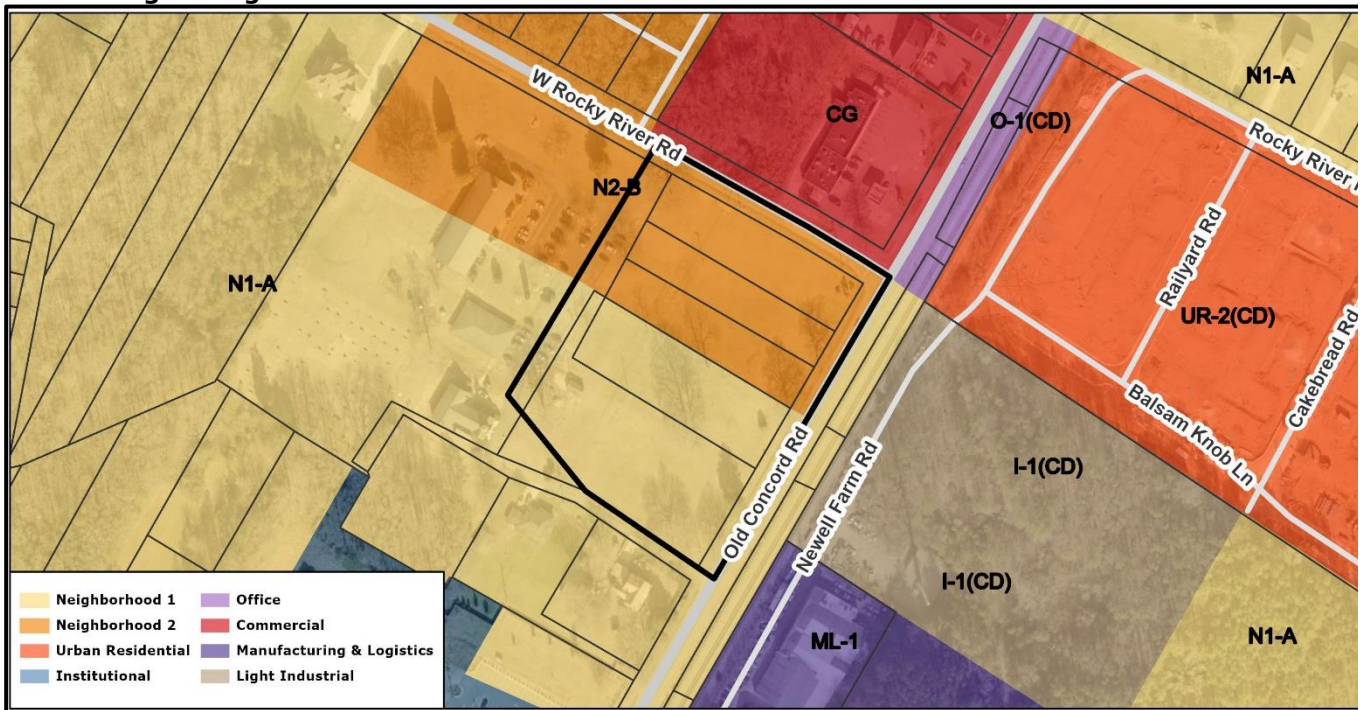 N1-A
W Rocky River Rd
CG
O-1(CD)
Rocky River
N2-B
Railyard Rd
N1-A
UR-2(CD)
Cakebread Rd
Balsam Knob Ln
I-1(CD)
Old Concord Rd
Newell Farm Rd
I-1(CD)
ML-1
N1-A
Neighborhood 1
Office
Neighborhood 2
Commercial
Urban Residential
Manufacturing & Logistics
Institutional
Light Industrial